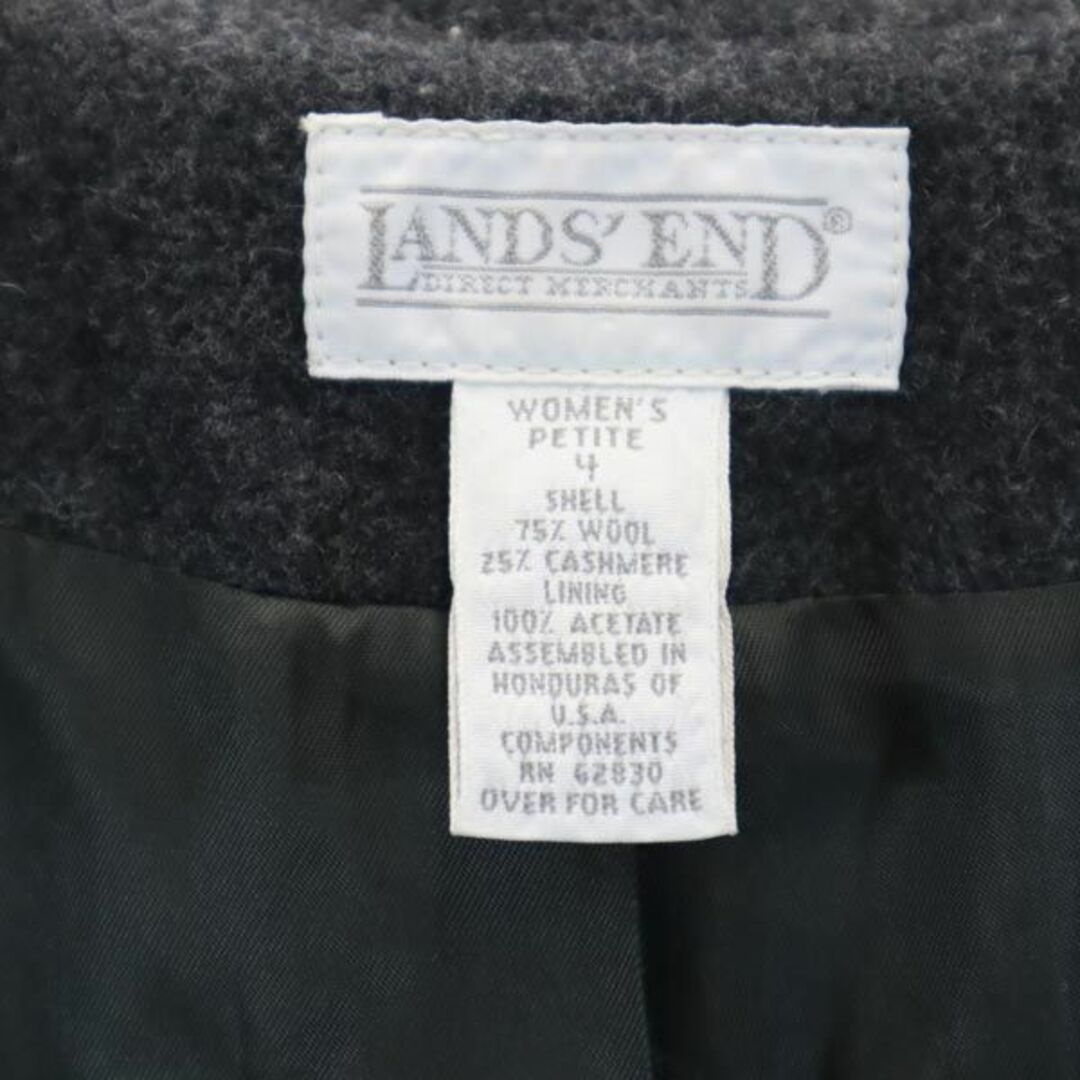 LANDS' END®
DIRECT MERCHANTS
WOMEN'S
PETITE
4
SHELL
75% WOOL
25% CASHMERE
LINING
100% ACETATE
ASSEMBLED IN
HONDURAS OF
U.S.A.
COMPONENTS
RN 62830
OVER FOR CARE